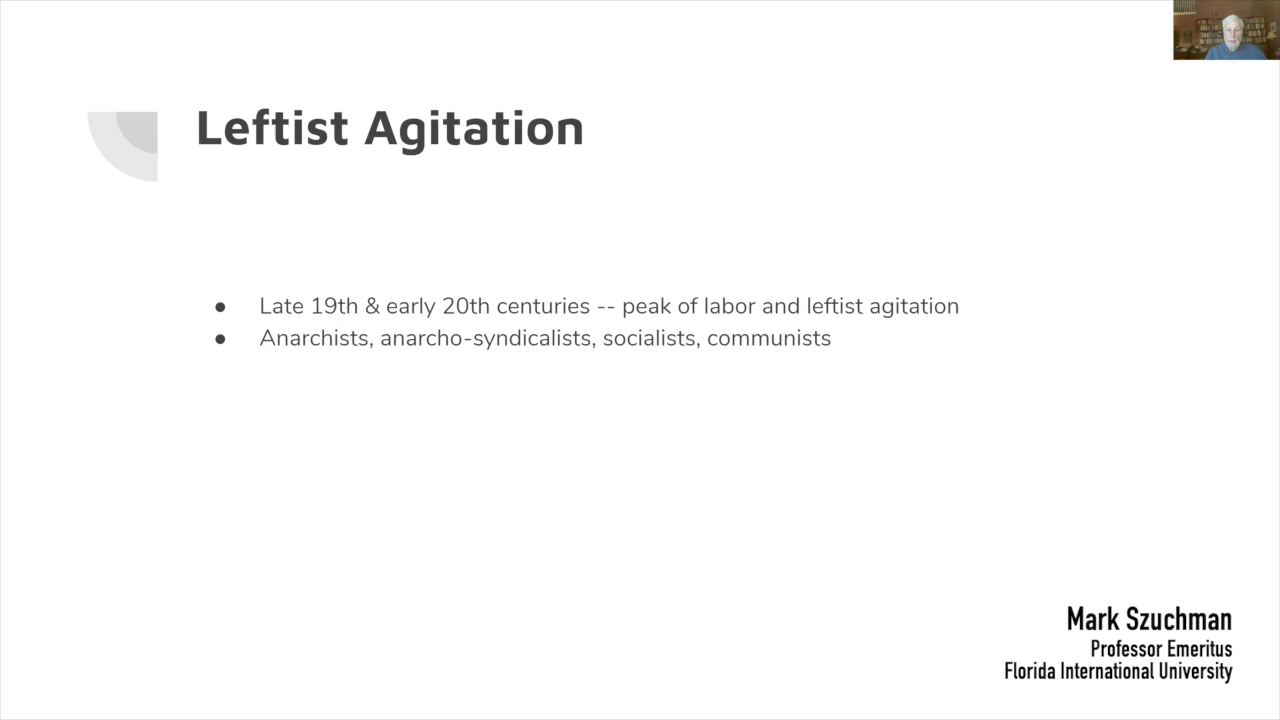 Leftist Agitation
● Late 19th & early 20th centuries -- peak of labor and leftist agitation
● Anarchists, anarcho-syndicalists, socialists, communists
Mark Szuchman
Professor Emeritus
Florida International University